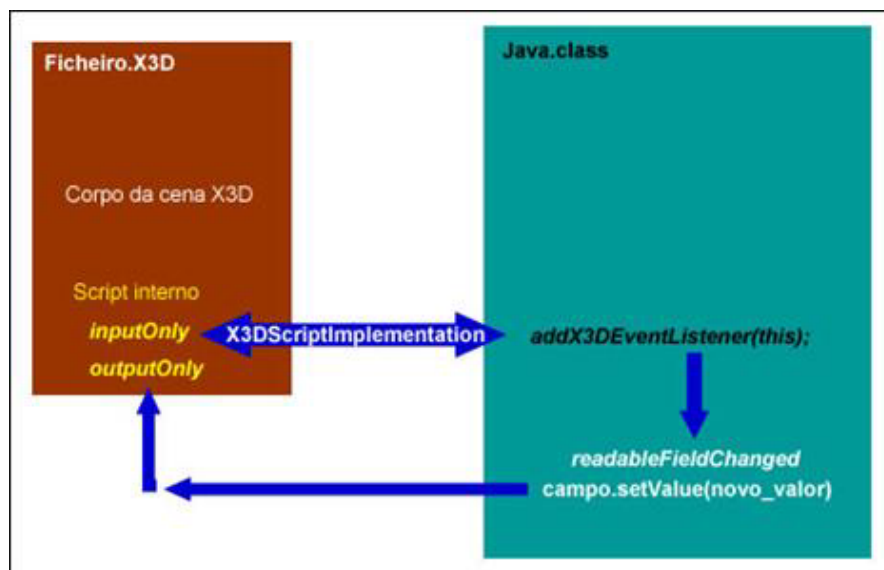 Ficheiro.X3D
Corpo da cena X3D
Script interno
inputOnly
outputOnly
X3DScriptImplementation
Java.class
addX3DEventListener(this);
readableFieldChanged
campo.setValue(novo_valor)